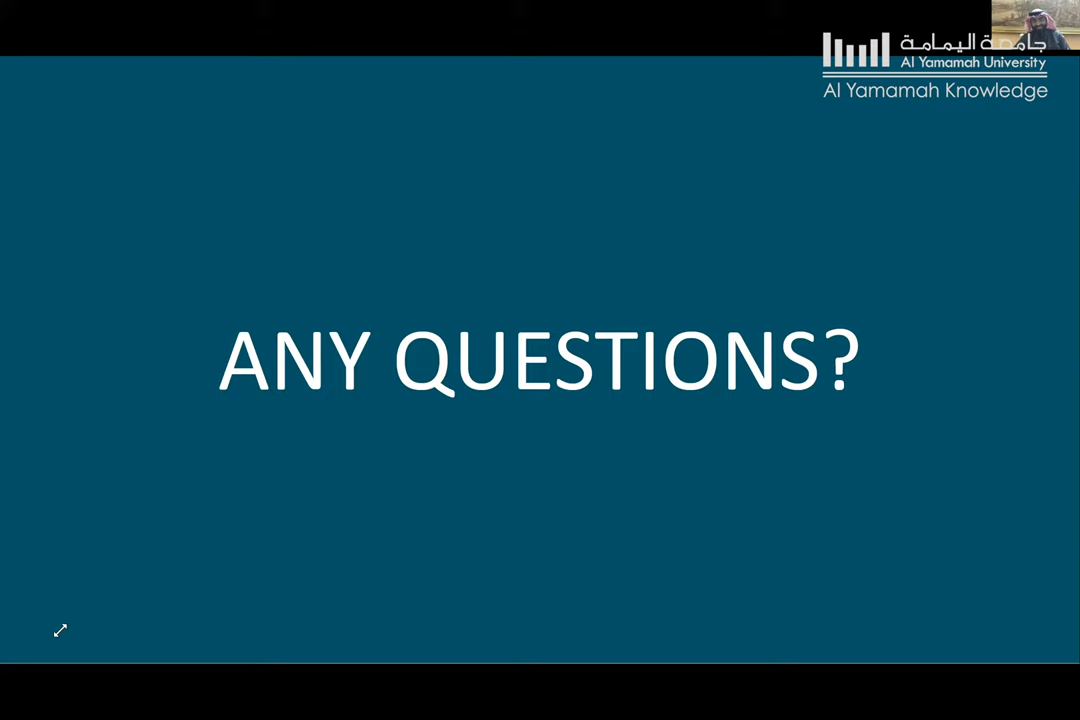 جامعة اليمامة
Al Yamamah University
Al Yamamah Knowledge
ANY QUESTIONS?